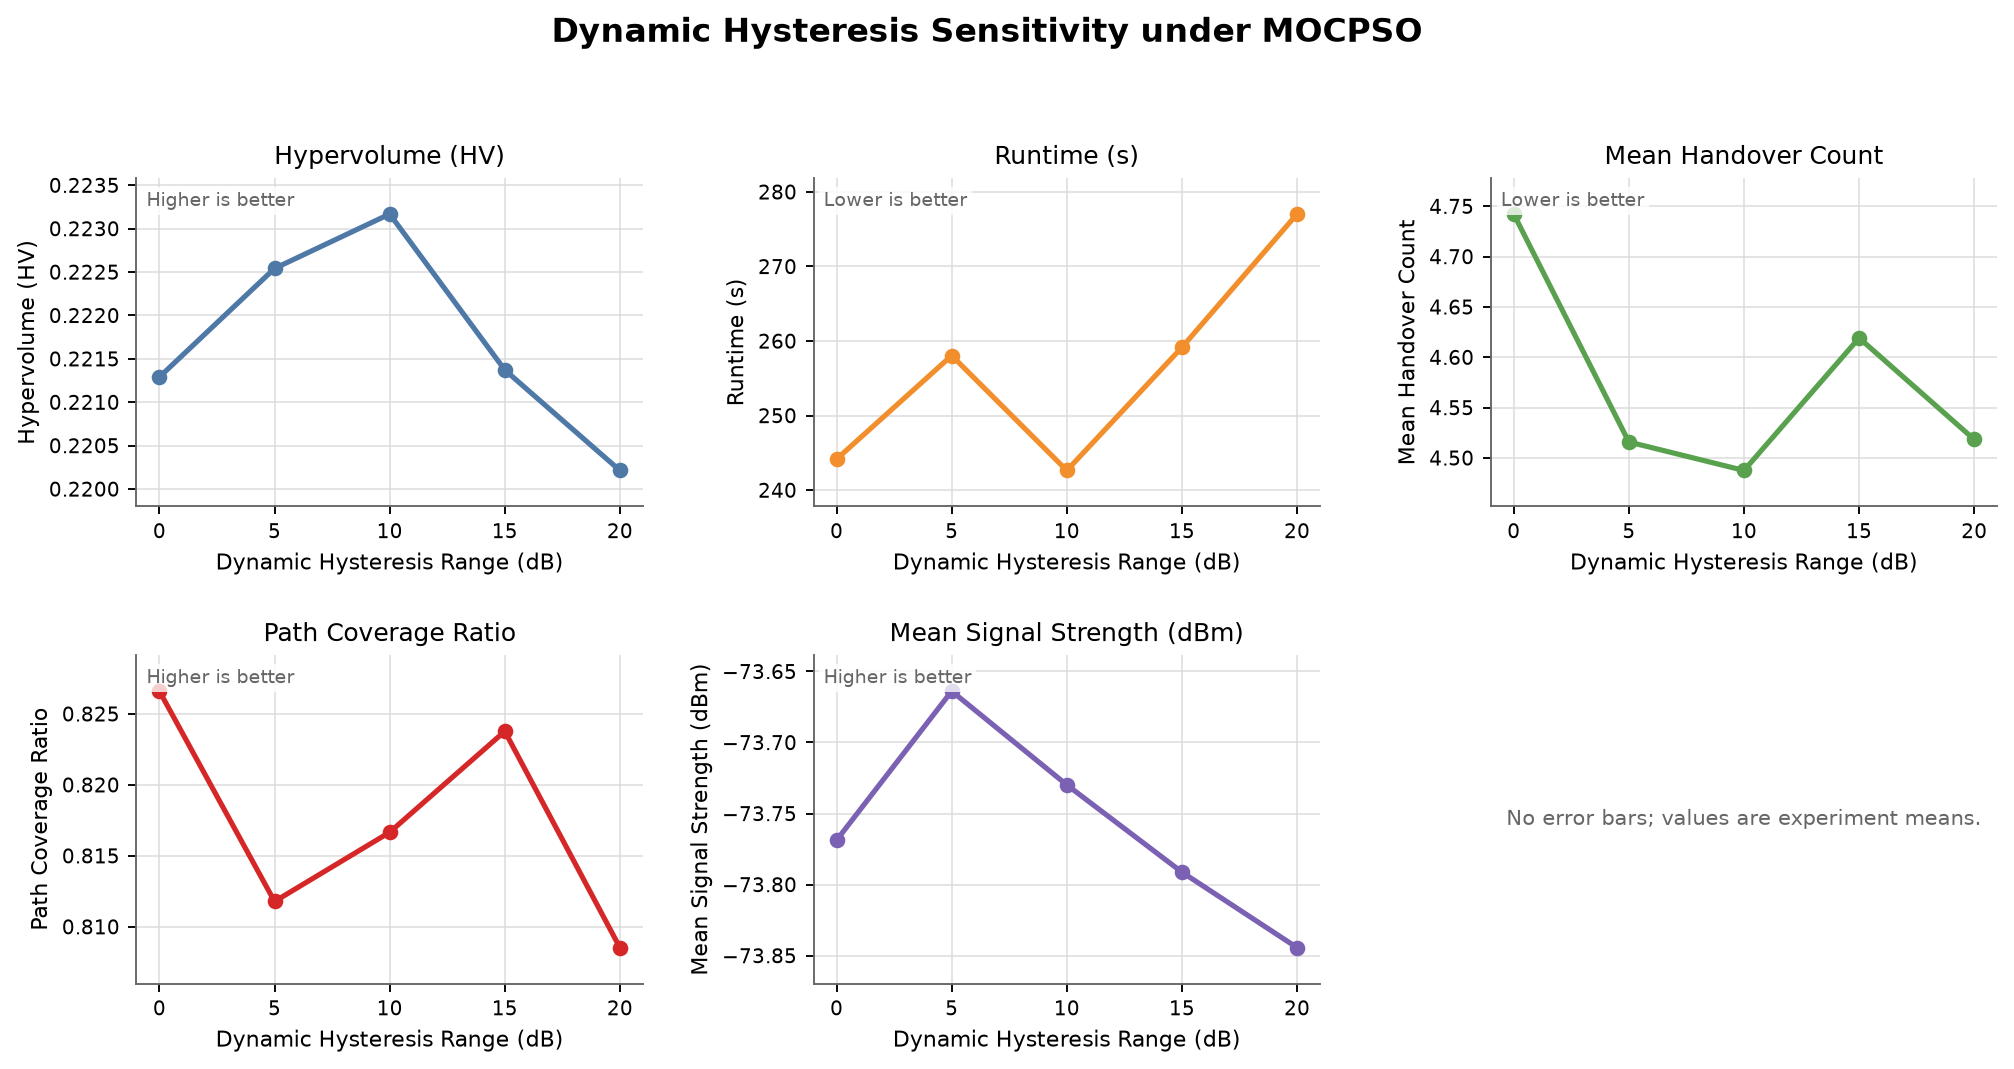 Dynamic Hysteresis Sensitivity under MOCPSO
Hypervolume (HV)
Higher is better
Hypervolume (HV)
0.2235
0.2230
0.2225
0.2220
0.2215
0.2210
0.2205
0.2200
0 5 10 15 20
Dynamic Hysteresis Range (dB)
Runtime (s)
Lower is better
Runtime (s)
280
270
260
250
240
0 5 10 15 20
Dynamic Hysteresis Range (dB)
Mean Handover Count
Lower is better
Mean Handover Count
4.75
4.70
4.65
4.60
4.55
4.50
0 5 10 15 20
Dynamic Hysteresis Range (dB)
Path Coverage Ratio
Higher is better
Path Coverage Ratio
0.825
0.820
0.815
0.810
0 5 10 15 20
Dynamic Hysteresis Range (dB)
Mean Signal Strength (dBm)
Higher is better
Mean Signal Strength (dBm)
−73.65
−73.70
−73.75
−73.80
−73.85
0 5 10 15 20
Dynamic Hysteresis Range (dB)
No error bars; values are experiment means.